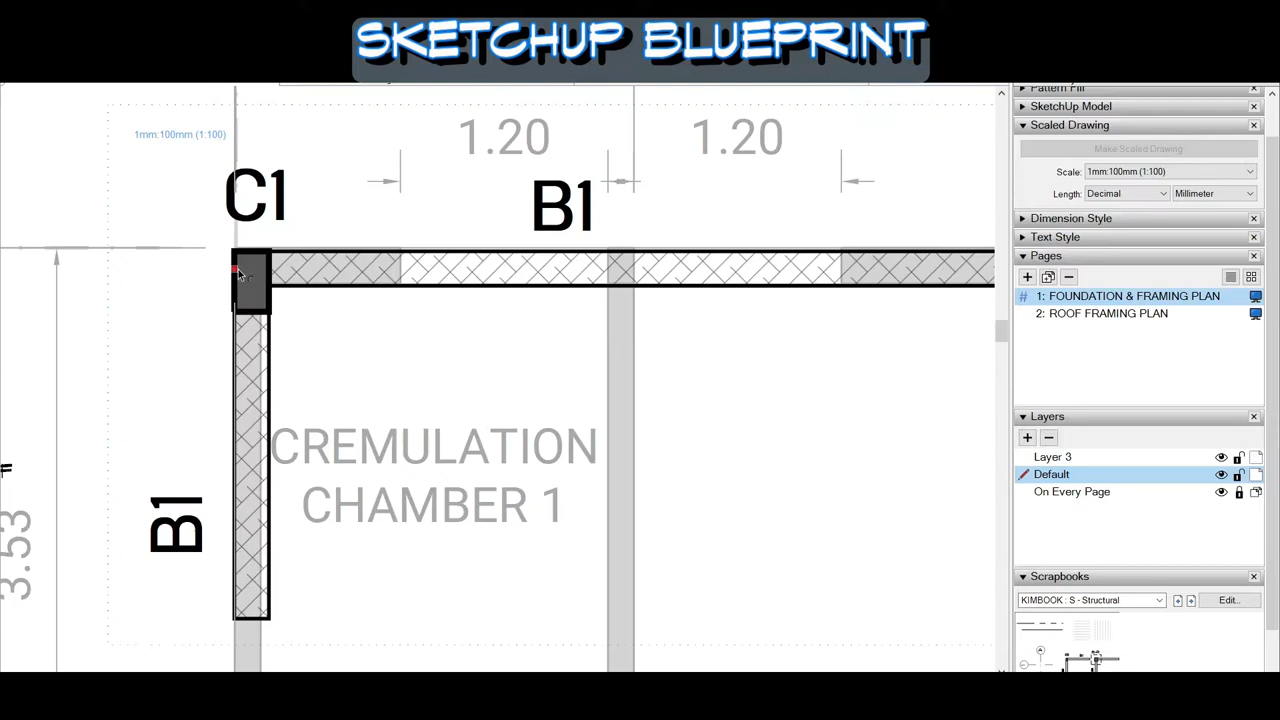 SKETCHUP BLUEPRINT
Pattern Fill
SketchUp Model
Scaled Drawing
Make Scaled Drawing
Scale: 1mm:100mm (1:100)
Length: Decimal Millimeter
Dimension Style
Text Style
Pages
# 1: FOUNDATION & FRAMING PLAN
2: ROOF FRAMING PLAN
Layers
Layer 3
Default
On Every Page
Scrapbooks
KIMBOOK : S - Structural Edit...
1mm:100mm (1:100)
1.20 1.20
C1
B1
CREMULATION
CHAMBER 1
B1
3.53